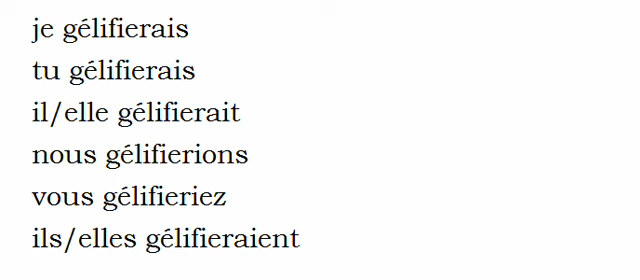 je gélifierais
tu gélifierais
il/elle gélifierait
nous gélifierions
vous gélifieriez
ils/elles gélifieraient